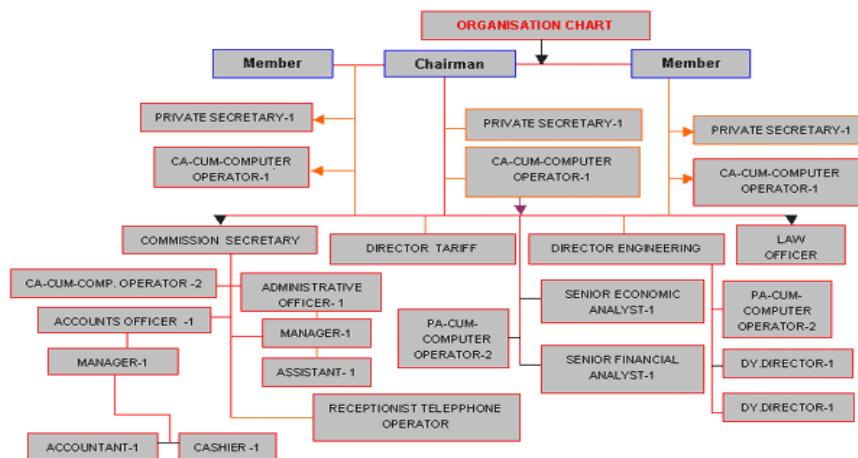 ORGANISATION CHART
Member
Chairman
Member
PRIVATE SECRETARY-1
PRIVATE SECRETARY-1
PRIVATE SECRETARY-1
CA-CUM-COMPUTER
OPERATOR-1
CA-CUM-COMPUTER
OPERATOR-1
CA-CUM-COMPUTER
OPERATOR-1
COMMISSION SECRETARY
DIRECTOR TARIFF
DIRECTOR ENGINEERING
LAW
OFFICER
CA-CUM-COMP. OPERATOR -2
ADMINISTRATIVE
OFFICER- 1
SENIOR ECONOMIC
ANALYST-1
PA-CUM-
COMPUTER
OPERATOR-2
ACCOUNTS OFFICER -1
MANAGER-1
PA-CUM-
COMPUTER
OPERATOR-2
MANAGER-1
ASSISTANT- 1
SENIOR FINANCIAL
ANALYST-1
DY.DIRECTOR-1
RECEPTIONIST TELEPPHONE
OPERATOR
DY.DIRECTOR-1
ACCOUNTANT-1
CASHIER -1